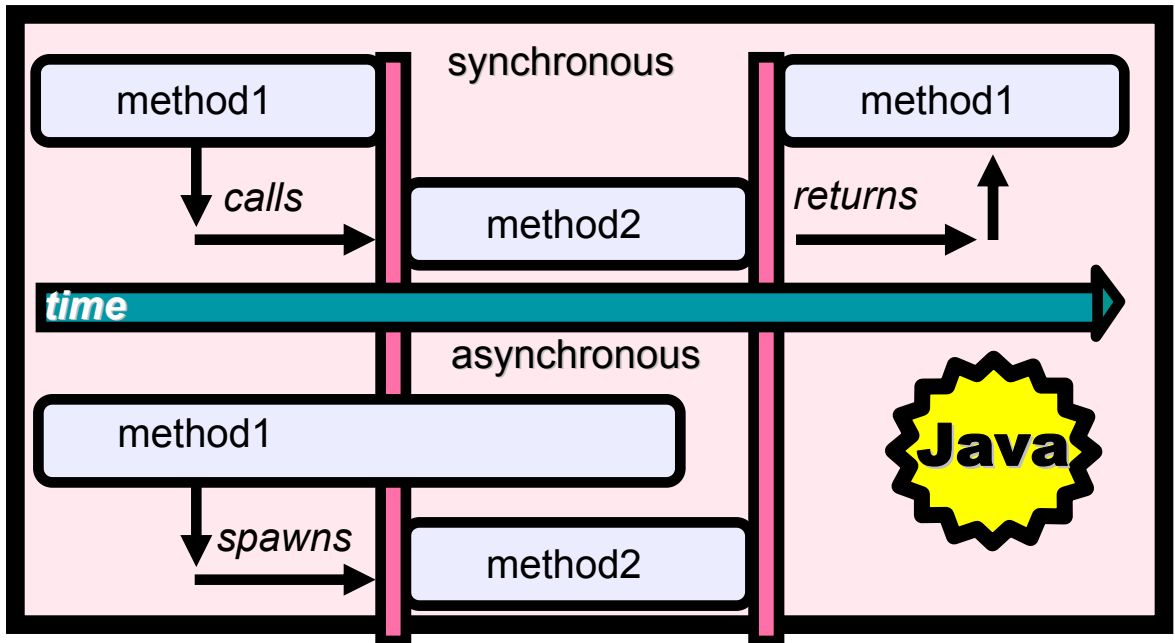 synchronous
method1
method1
calls
method2
returns
time
asynchronous
method1
Java
spawns
method2